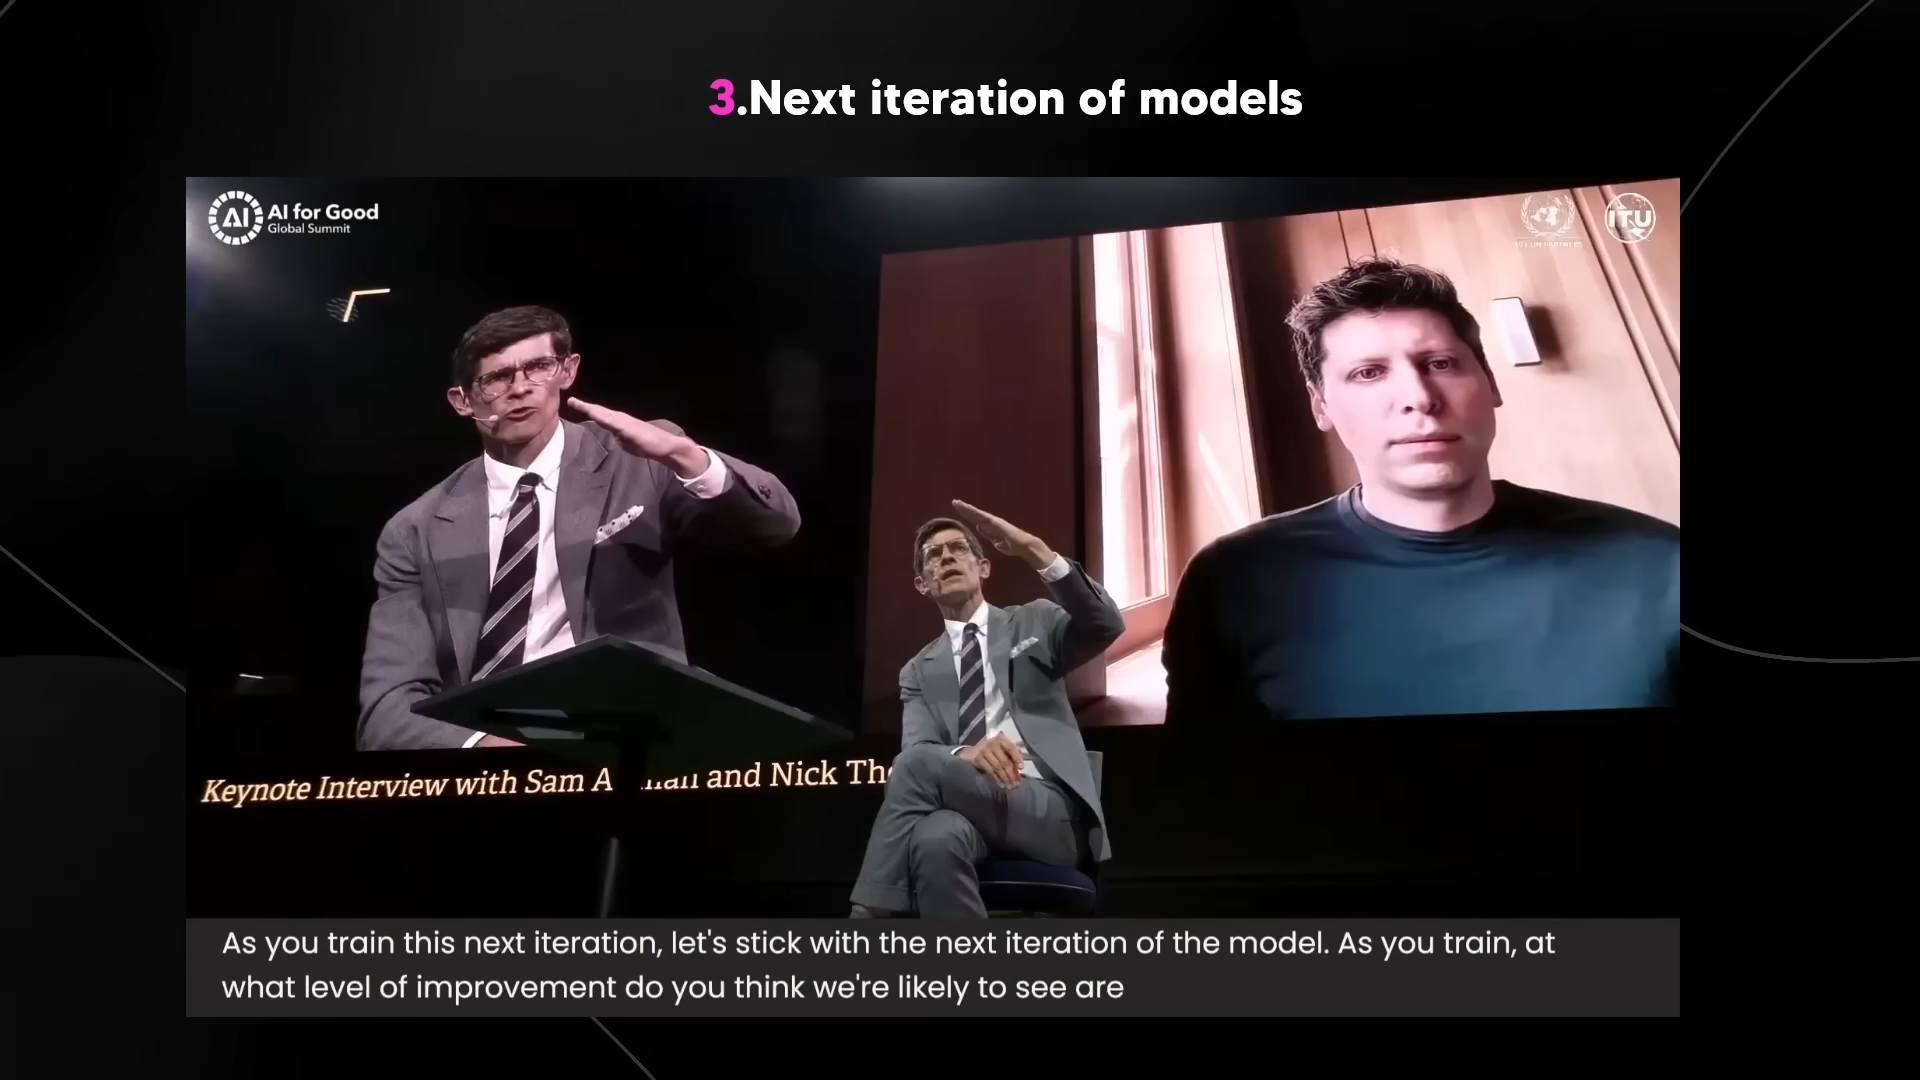 3.Next iteration of models
AI
AI for Good
Global Summit
ITU
Keynote Interview with Sam A and Nick
As you train this next iteration, let's stick with the next iteration of the model. As you train, at
what level of improvement do you think we're likely to see are